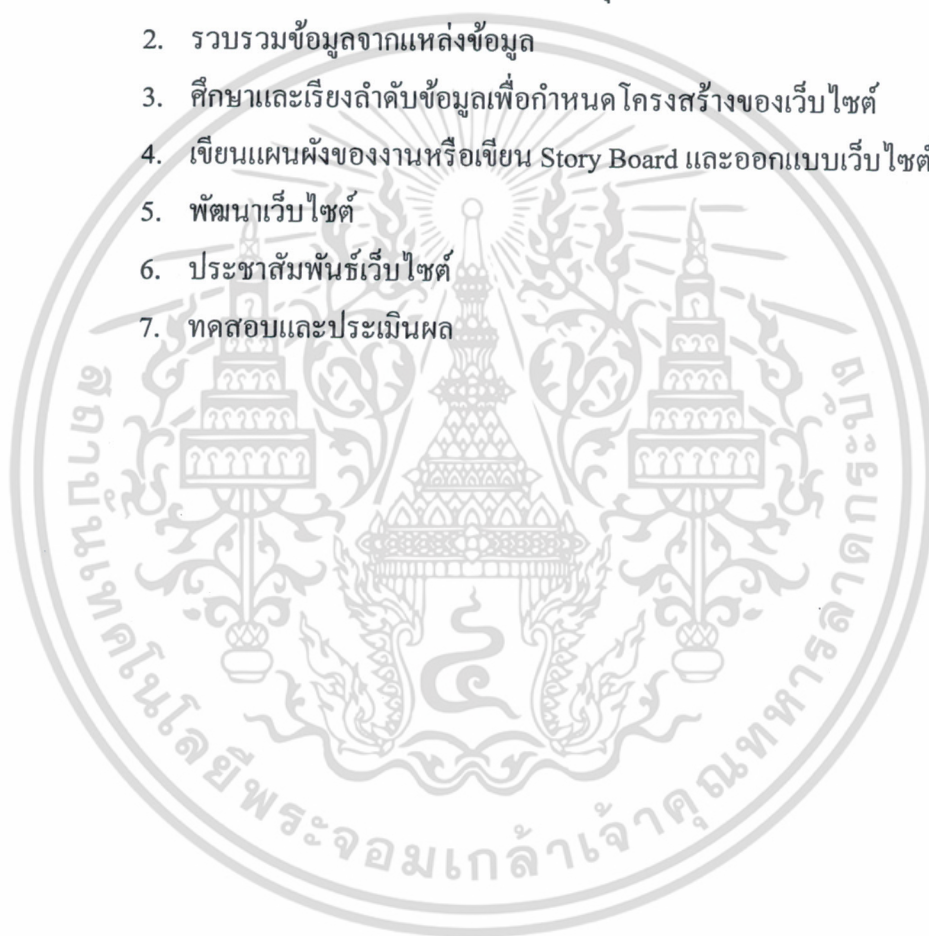 2. รวบรวมข้อมูลจากแหล่งข้อมูล
3. ศึกษาและเรียงลำดับข้อมูลเพื่อกำหนดโครงสร้างของเว็บไซต์
4. เขียนแผนผังของงานหรือเขียน Story Board และออกแบบเว็บไซต์
5. พัฒนาเว็บไซต์
6. ประชาสัมพันธ์เว็บไซต์
7. ทดสอบและประเมินผล
สถาบันเทคโนโลยีพระจอมเกล้าเจ้าคุณทหารลาดกระบัง
๔